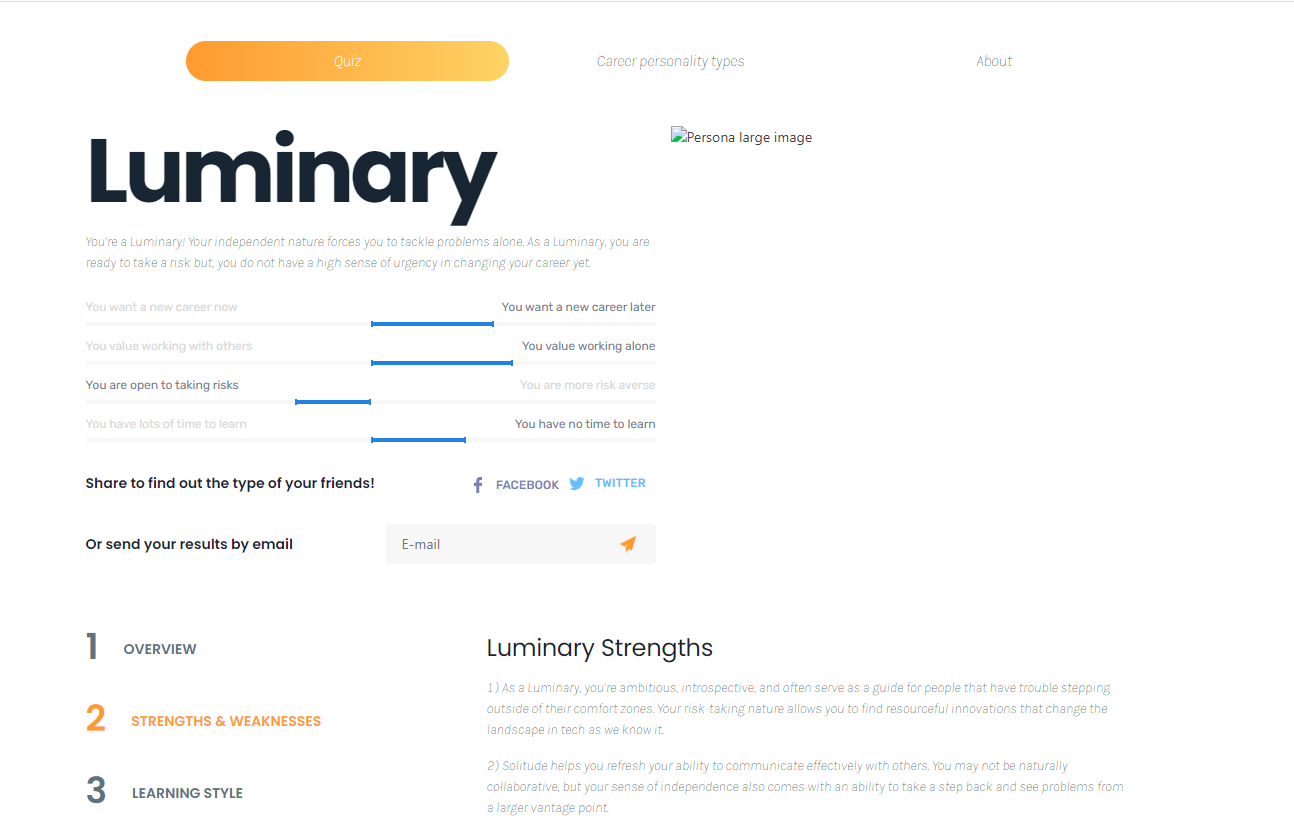 Quiz
Career personality types
About
Luminary
Persona large image
You're a Luminary! Your independent nature forces you to tackle problems alone. As a Luminary, you are
ready to take a risk but, you do not have a high sense of urgency in changing your career yet.
You want a new career now
You want a new career later
You value working with others
You value working alone
You are open to taking risks
You are more risk averse
You have lots of time to learn
You have no time to learn
Share to find out the type of your friends!
FACEBOOK
TWITTER
Or send your results by email
E-mail
1 OVERVIEW
2 STRENGTHS & WEAKNESSES
3 LEARNING STYLE
Luminary Strengths
1) As a Luminary, you're ambitious, introspective, and often serve as a guide for people that have trouble stepping
outside of their comfort zones. Your risk-taking nature allows you to find resourceful innovations that change the
landscape in tech as we know it.
2) Solitude helps you refresh your ability to communicate effectively with others. You may not be naturally
collaborative, but your sense of independence also comes with an ability to take a step back and see problems from
a larger vantage point.